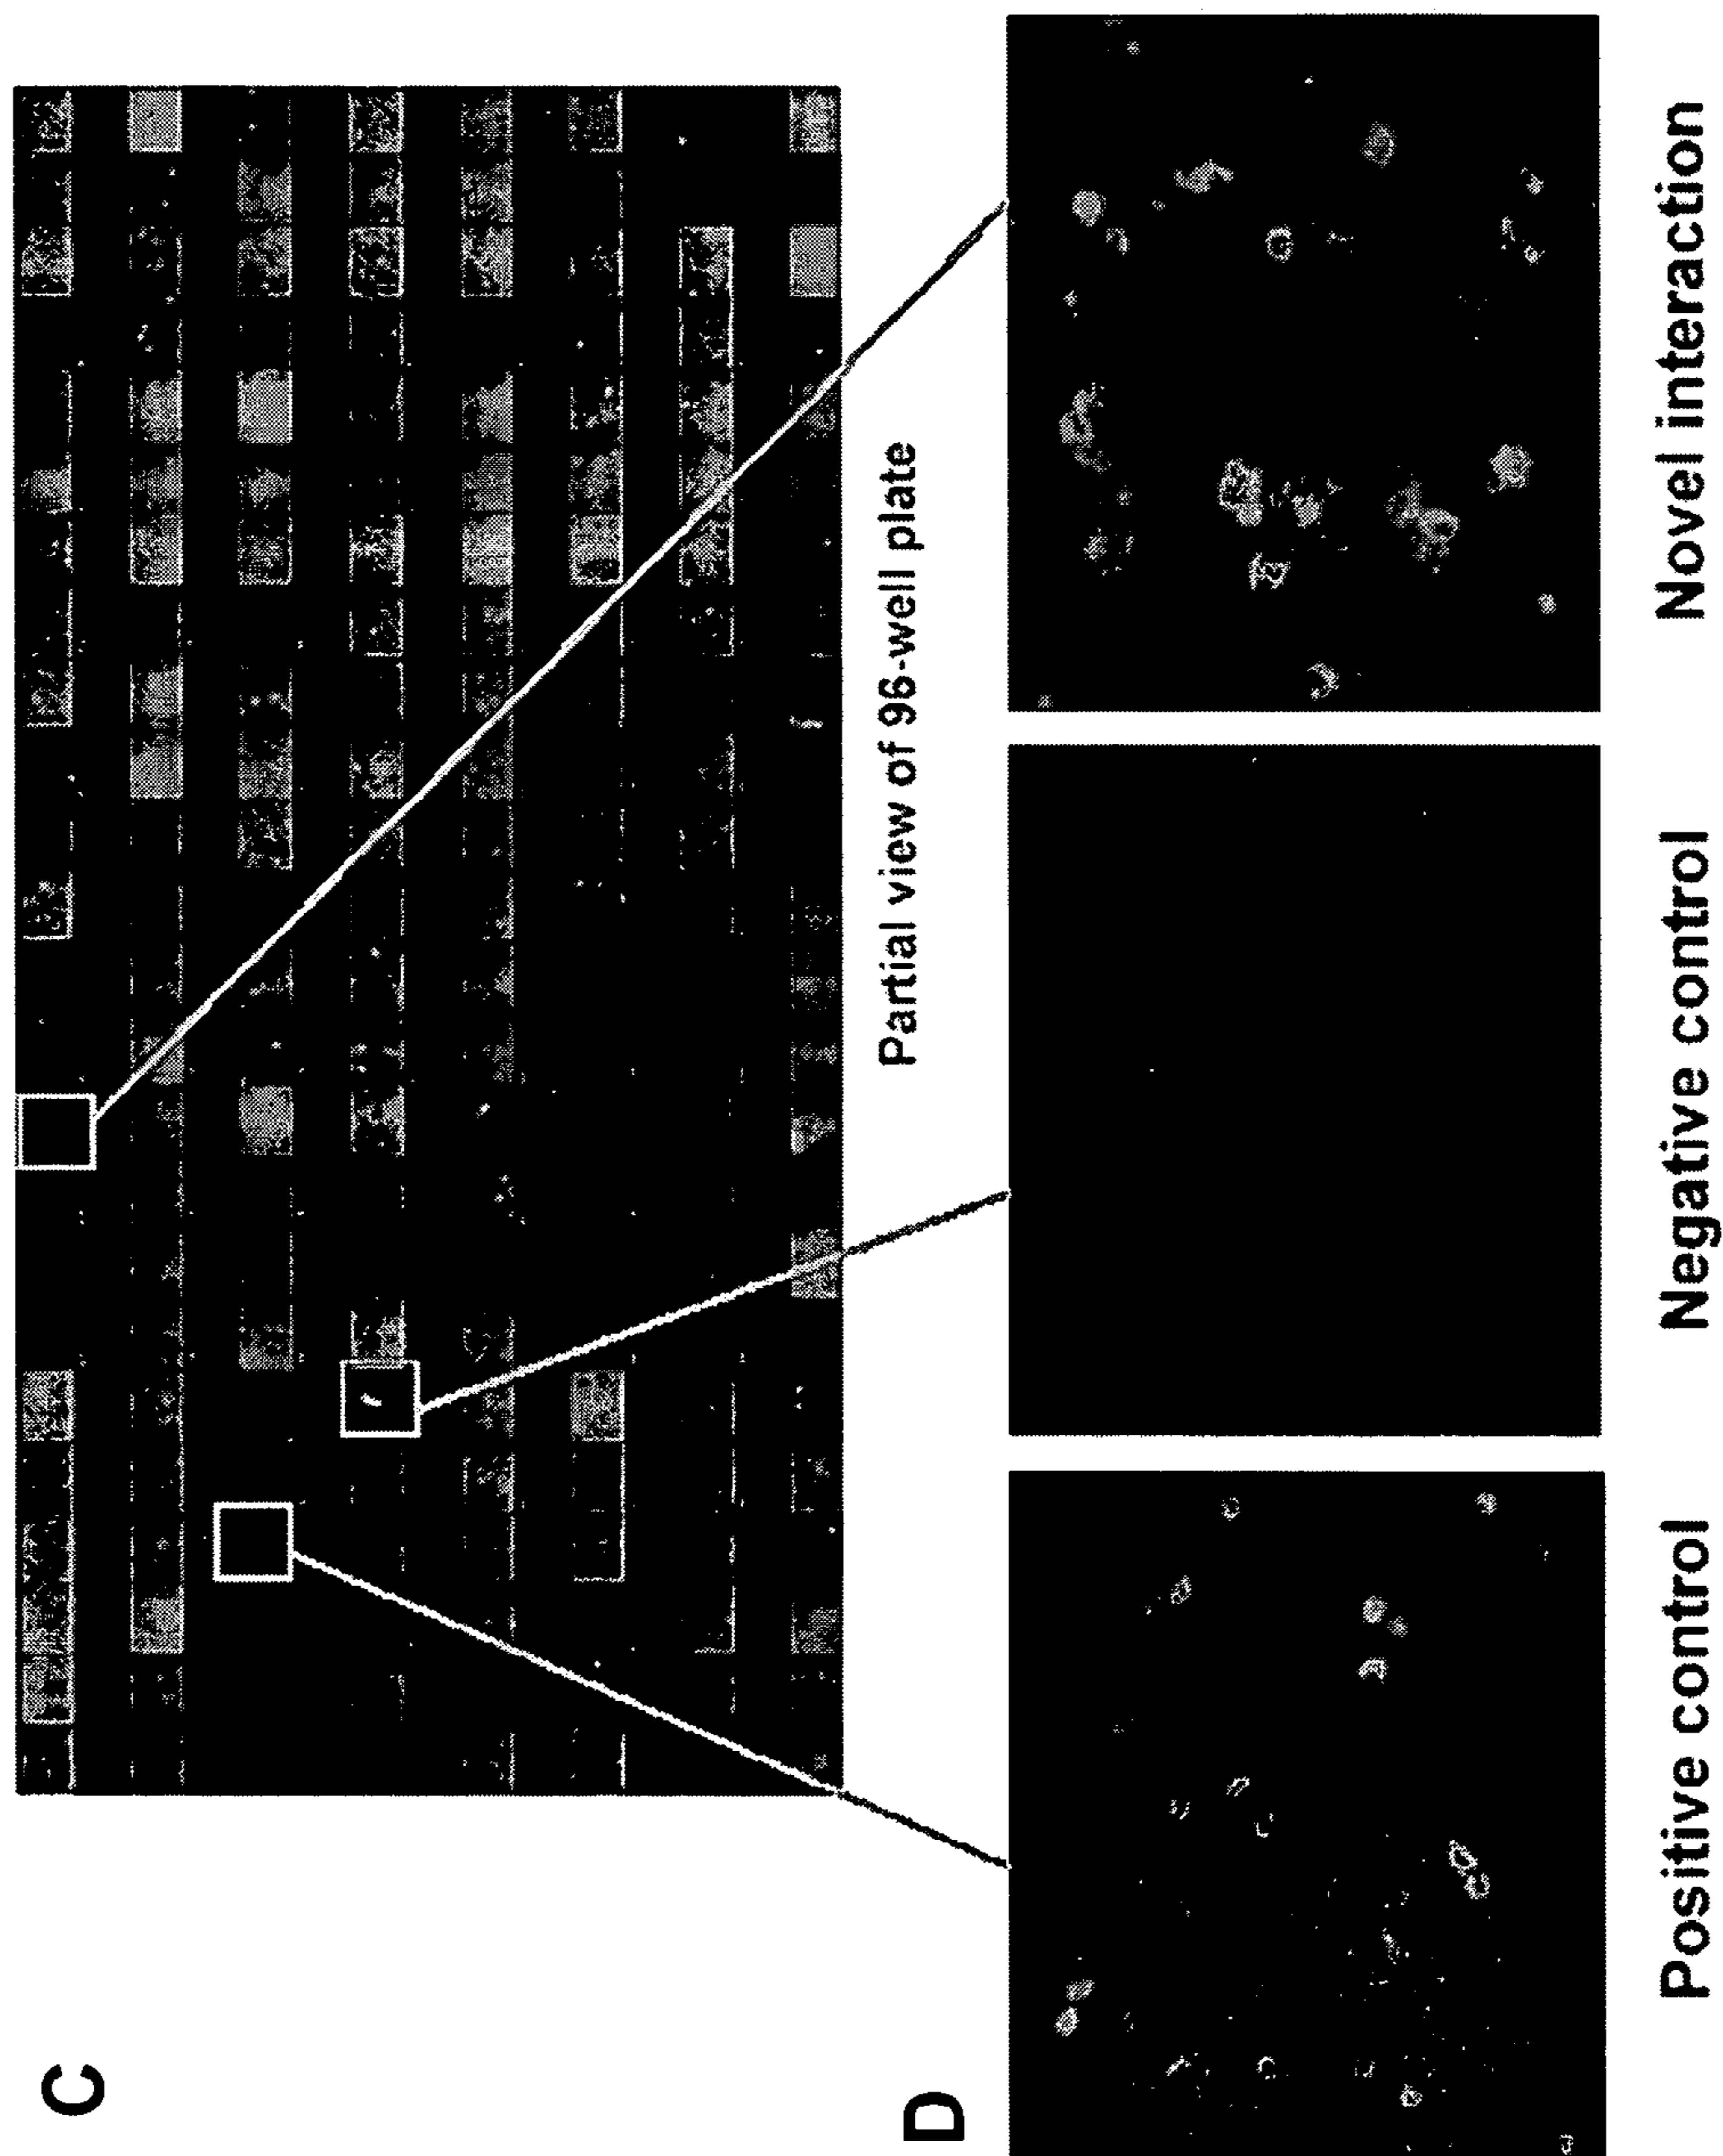 C
Partial view of 96-well plate
D
Positive control
Negative control
Novel interaction